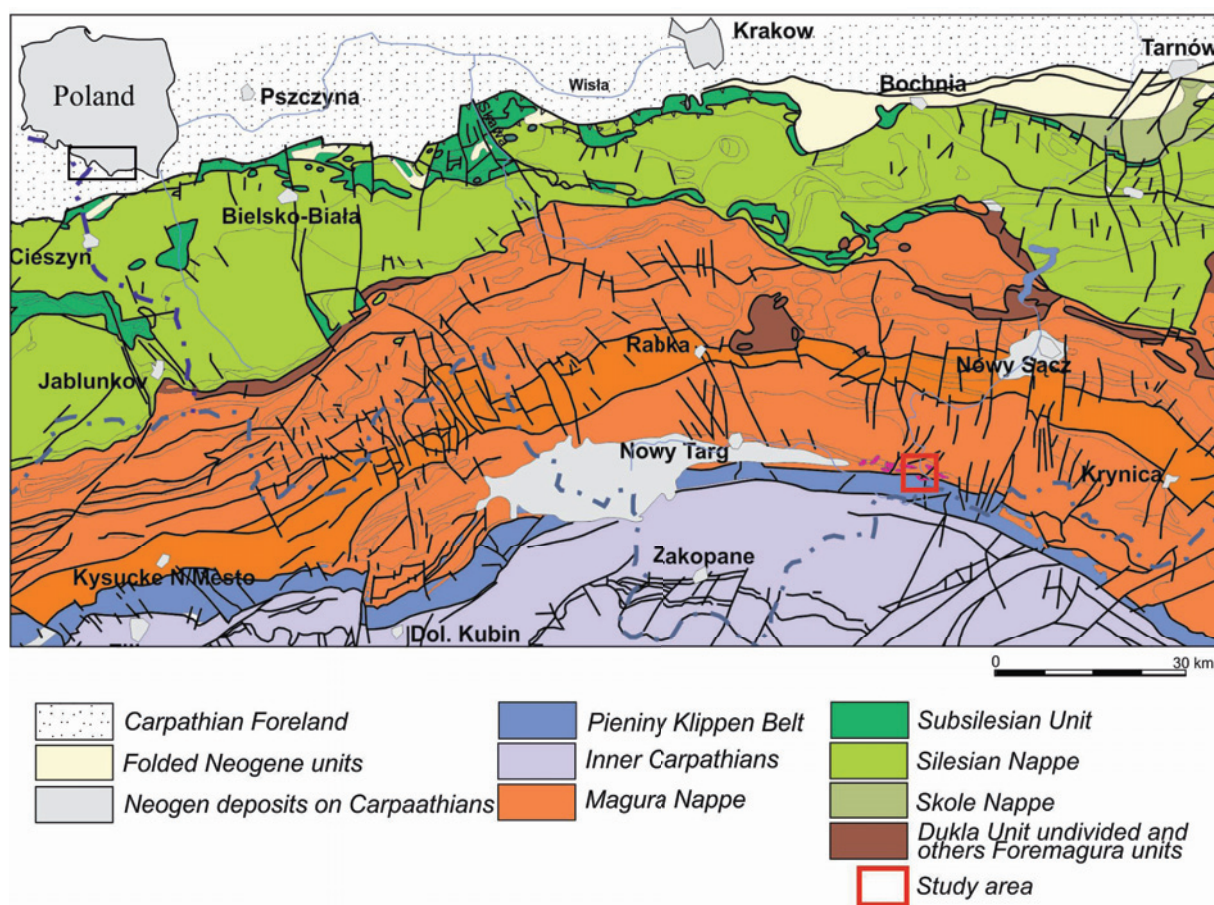 Krakow
Tarnów
Poland
Pszczyna
Wisła
Bochnia
Skawa
Bielsko-Biała
Cieszyn
Rabka
Nowy Sącz
Jablunkov
Nowy Targ
Krynica
Kysucke N/Mesto
Zakopane
Dol. Kubin
0 30 km
Carpathian Foreland
Folded Neogene units
Neogen deposits on Carpaathians
Pieniny Klippen Belt
Inner Carpathians
Magura Nappe
Subsilesian Unit
Silesian Nappe
Skole Nappe
Dukla Unit undivided and
others Foremagura units
Study area